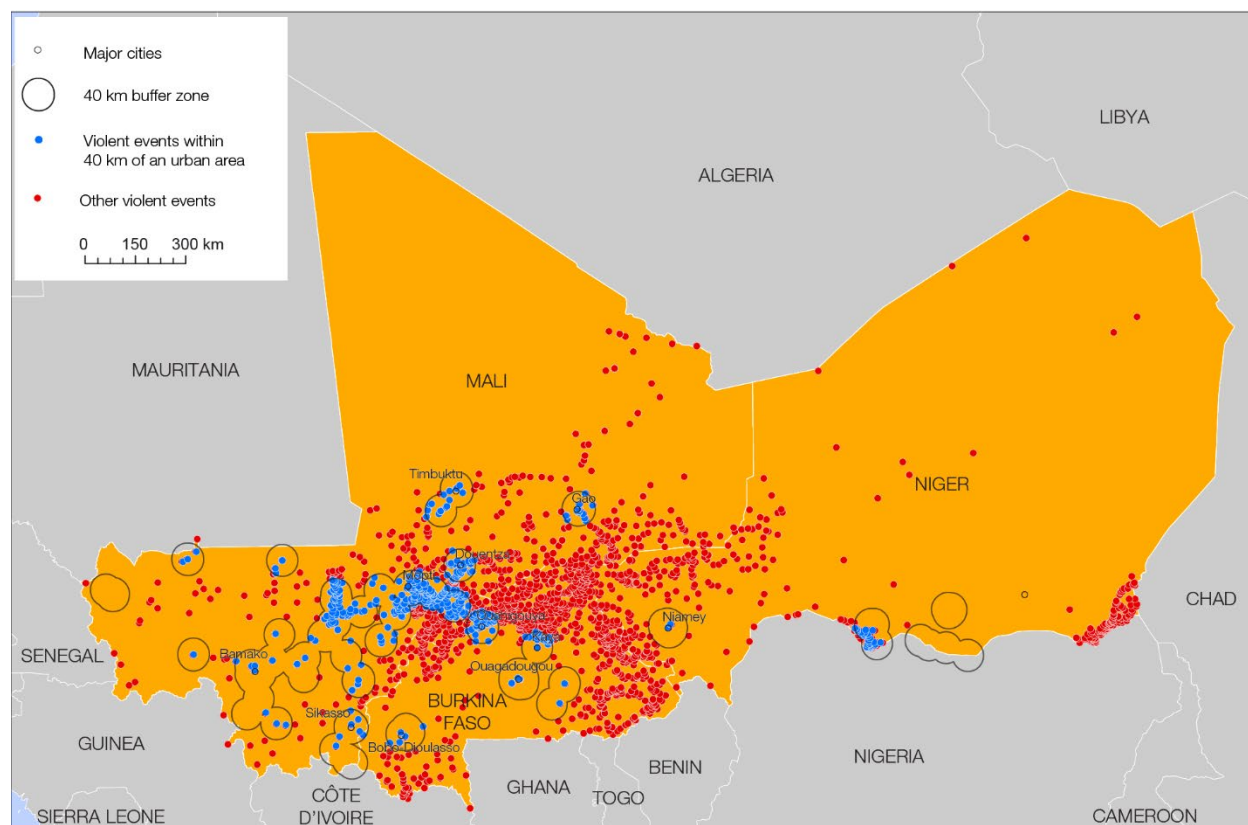 Major cities
40 km buffer zone
Violent events within
40 km of an urban area
Other violent events
0 150 300 km
LIBYA
ALGERIA
MAURITANIA
MALI
Timbuktu
NIGER
Gao
Douentza
Mopti
CHAD
Niamey
SENEGAL
Bamako
Ouagadougou
BURKINA
FASO
Sikasso
Bobo-Dioulasso
GUINEA
NIGERIA
BENIN
GHANA
TOGO
CÔTE
D'IVOIRE
SIERRA LEONE
CAMEROON